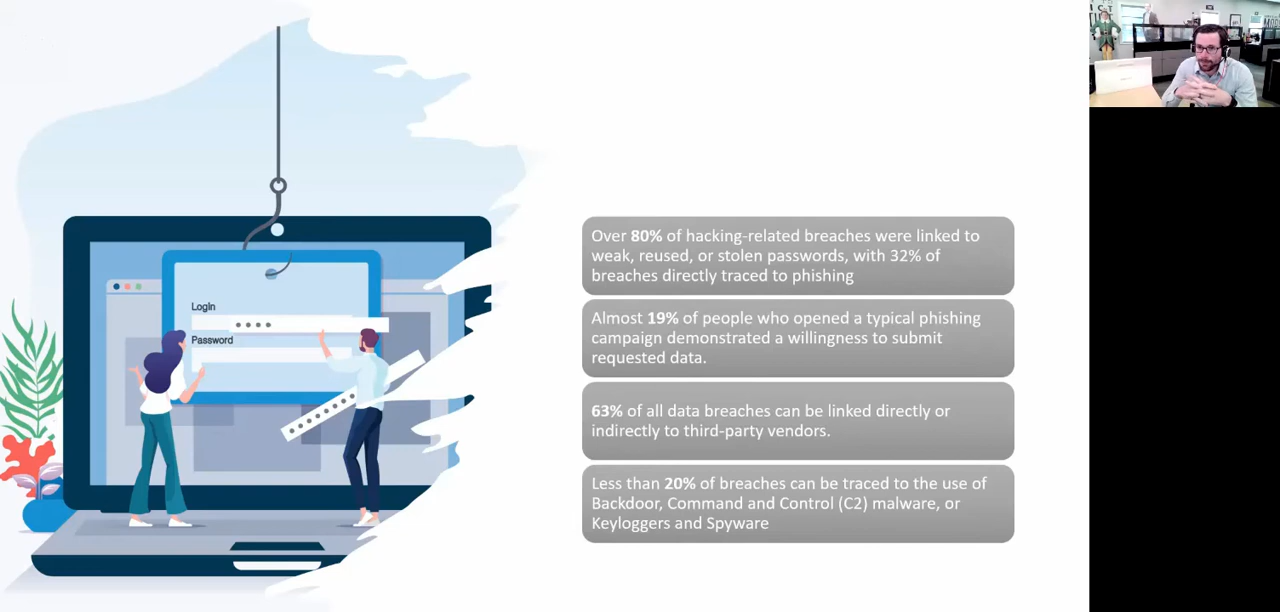 Login
Password
Over 80% of hacking-related breaches were linked to
weak, reused, or stolen passwords, with 32% of
breaches directly traced to phishing
Almost 19% of people who opened a typical phishing
campaign demonstrated a willingness to submit
requested data.
63% of all data breaches can be linked directly or
indirectly to third-party vendors.
Less than 20% of breaches can be traced to the use of
Backdoor, Command and Control (C2) malware, or
Keyloggers and Spyware